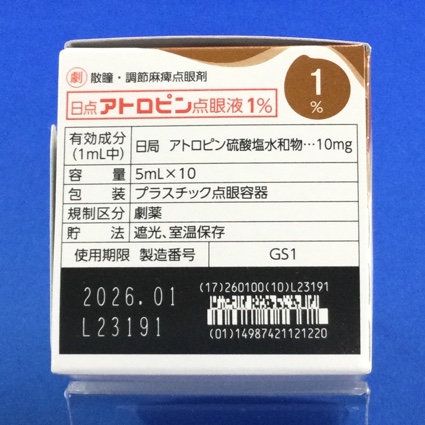 劇 散瞳・調節麻痺点眼剤
日点 アトロピン点眼液1%
1
%
有効成分 日局 アトロピン硫酸塩水和物…10mg
(1mL中)
容量 5mL×10
包装 プラスチック点眼容器
規制区分 劇薬
貯法 遮光、室温保存
使用期限 製造番号 GS1
2026.01 (17)260100(10)L23191
L23191 (01)14987421121220